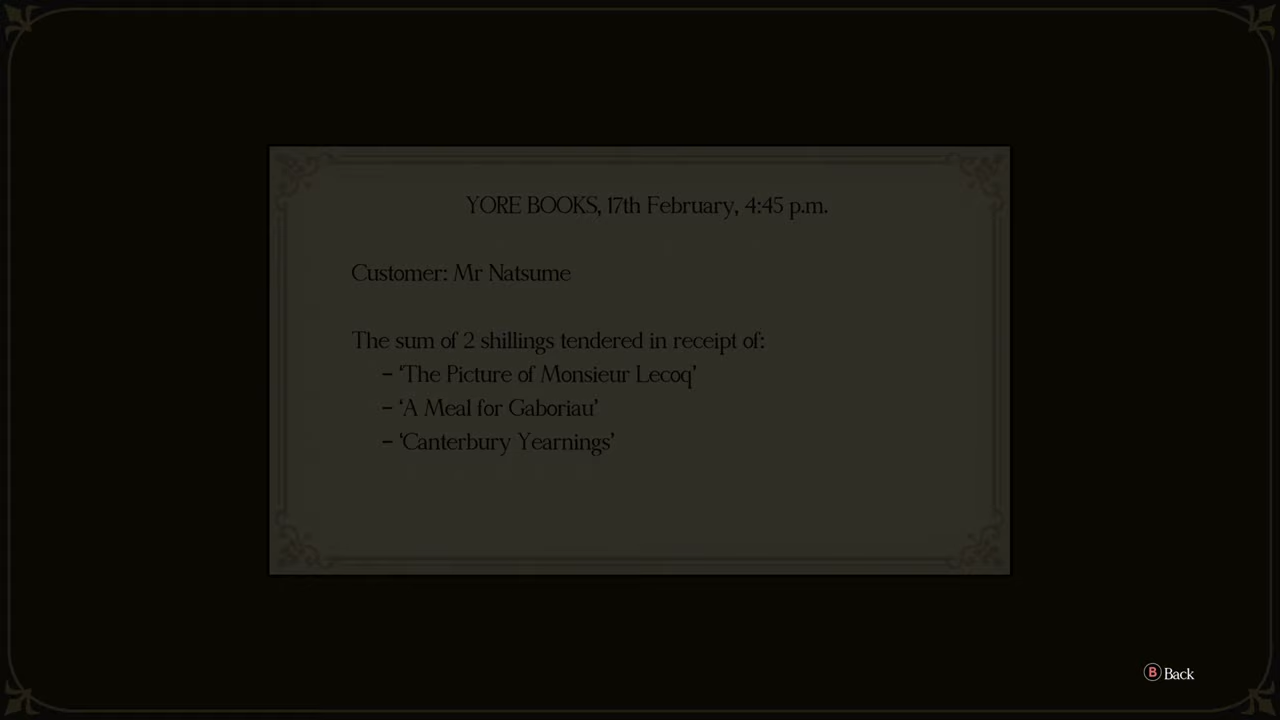 YORE BOOKS, 17th February, 4:45 p.m.
Customer: Mr Natsume
The sum of 2 shillings tendered in receipt of:
– ‘The Picture of Monsieur Lecoq’
– ‘A Meal for Gaboriau’
– ‘Canterbury Yearnings’
B Back